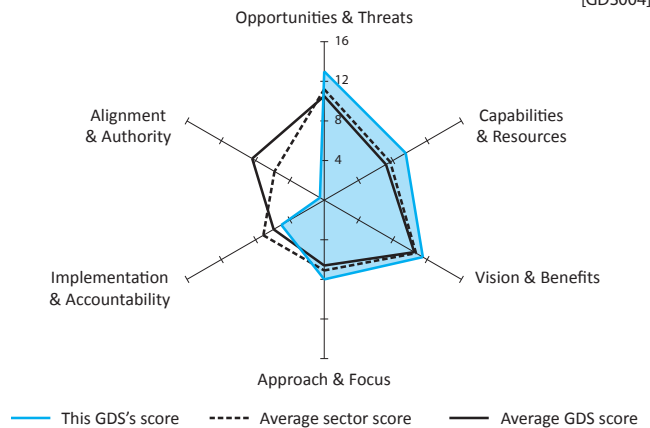 Opportunities & Threats
16
12
8
4
Alignment
& Authority
Capabilities
& Resources
Implementation
& Accountability
Vision & Benefits
Approach & Focus
This GDS's score
Average sector score
Average GDS score